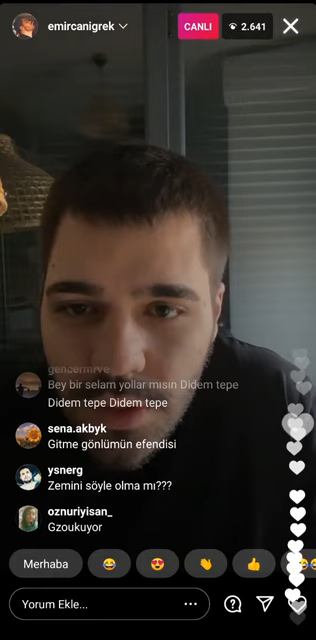 emircanigrek
CANLI
2.641
gencermrve
Bey bir selam yollar mısın Didem tepe
Didem tepe Didem tepe
sena.akbyk
Gitme gönlümün efendisi
ysnerg
Zemini söyle olma mı???
oznuriyisan_
Gzoukuyor
Merhaba
Yorum Ekle...